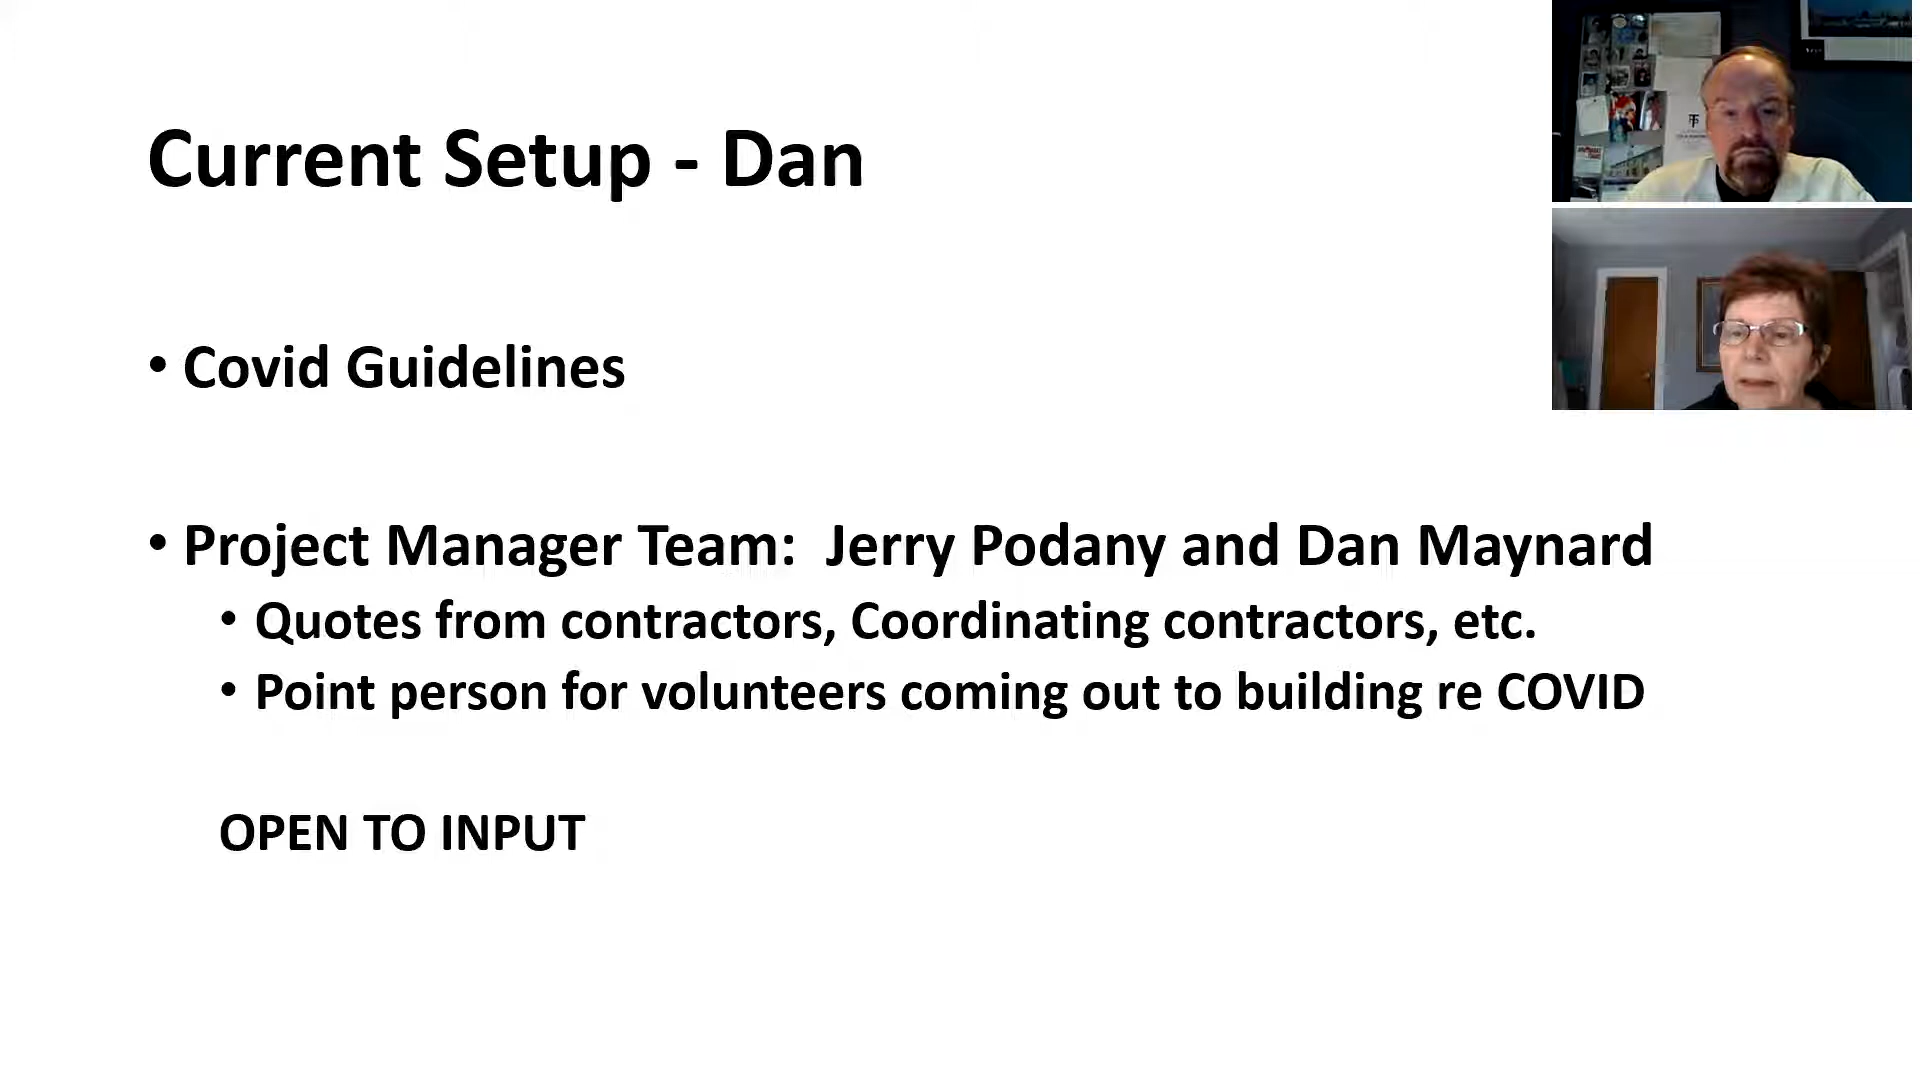 Current Setup - Dan
• Covid Guidelines
• Project Manager Team:  Jerry Podany and Dan Maynard
• Quotes from contractors, Coordinating contractors, etc.
• Point person for volunteers coming out to building re COVID
OPEN TO INPUT